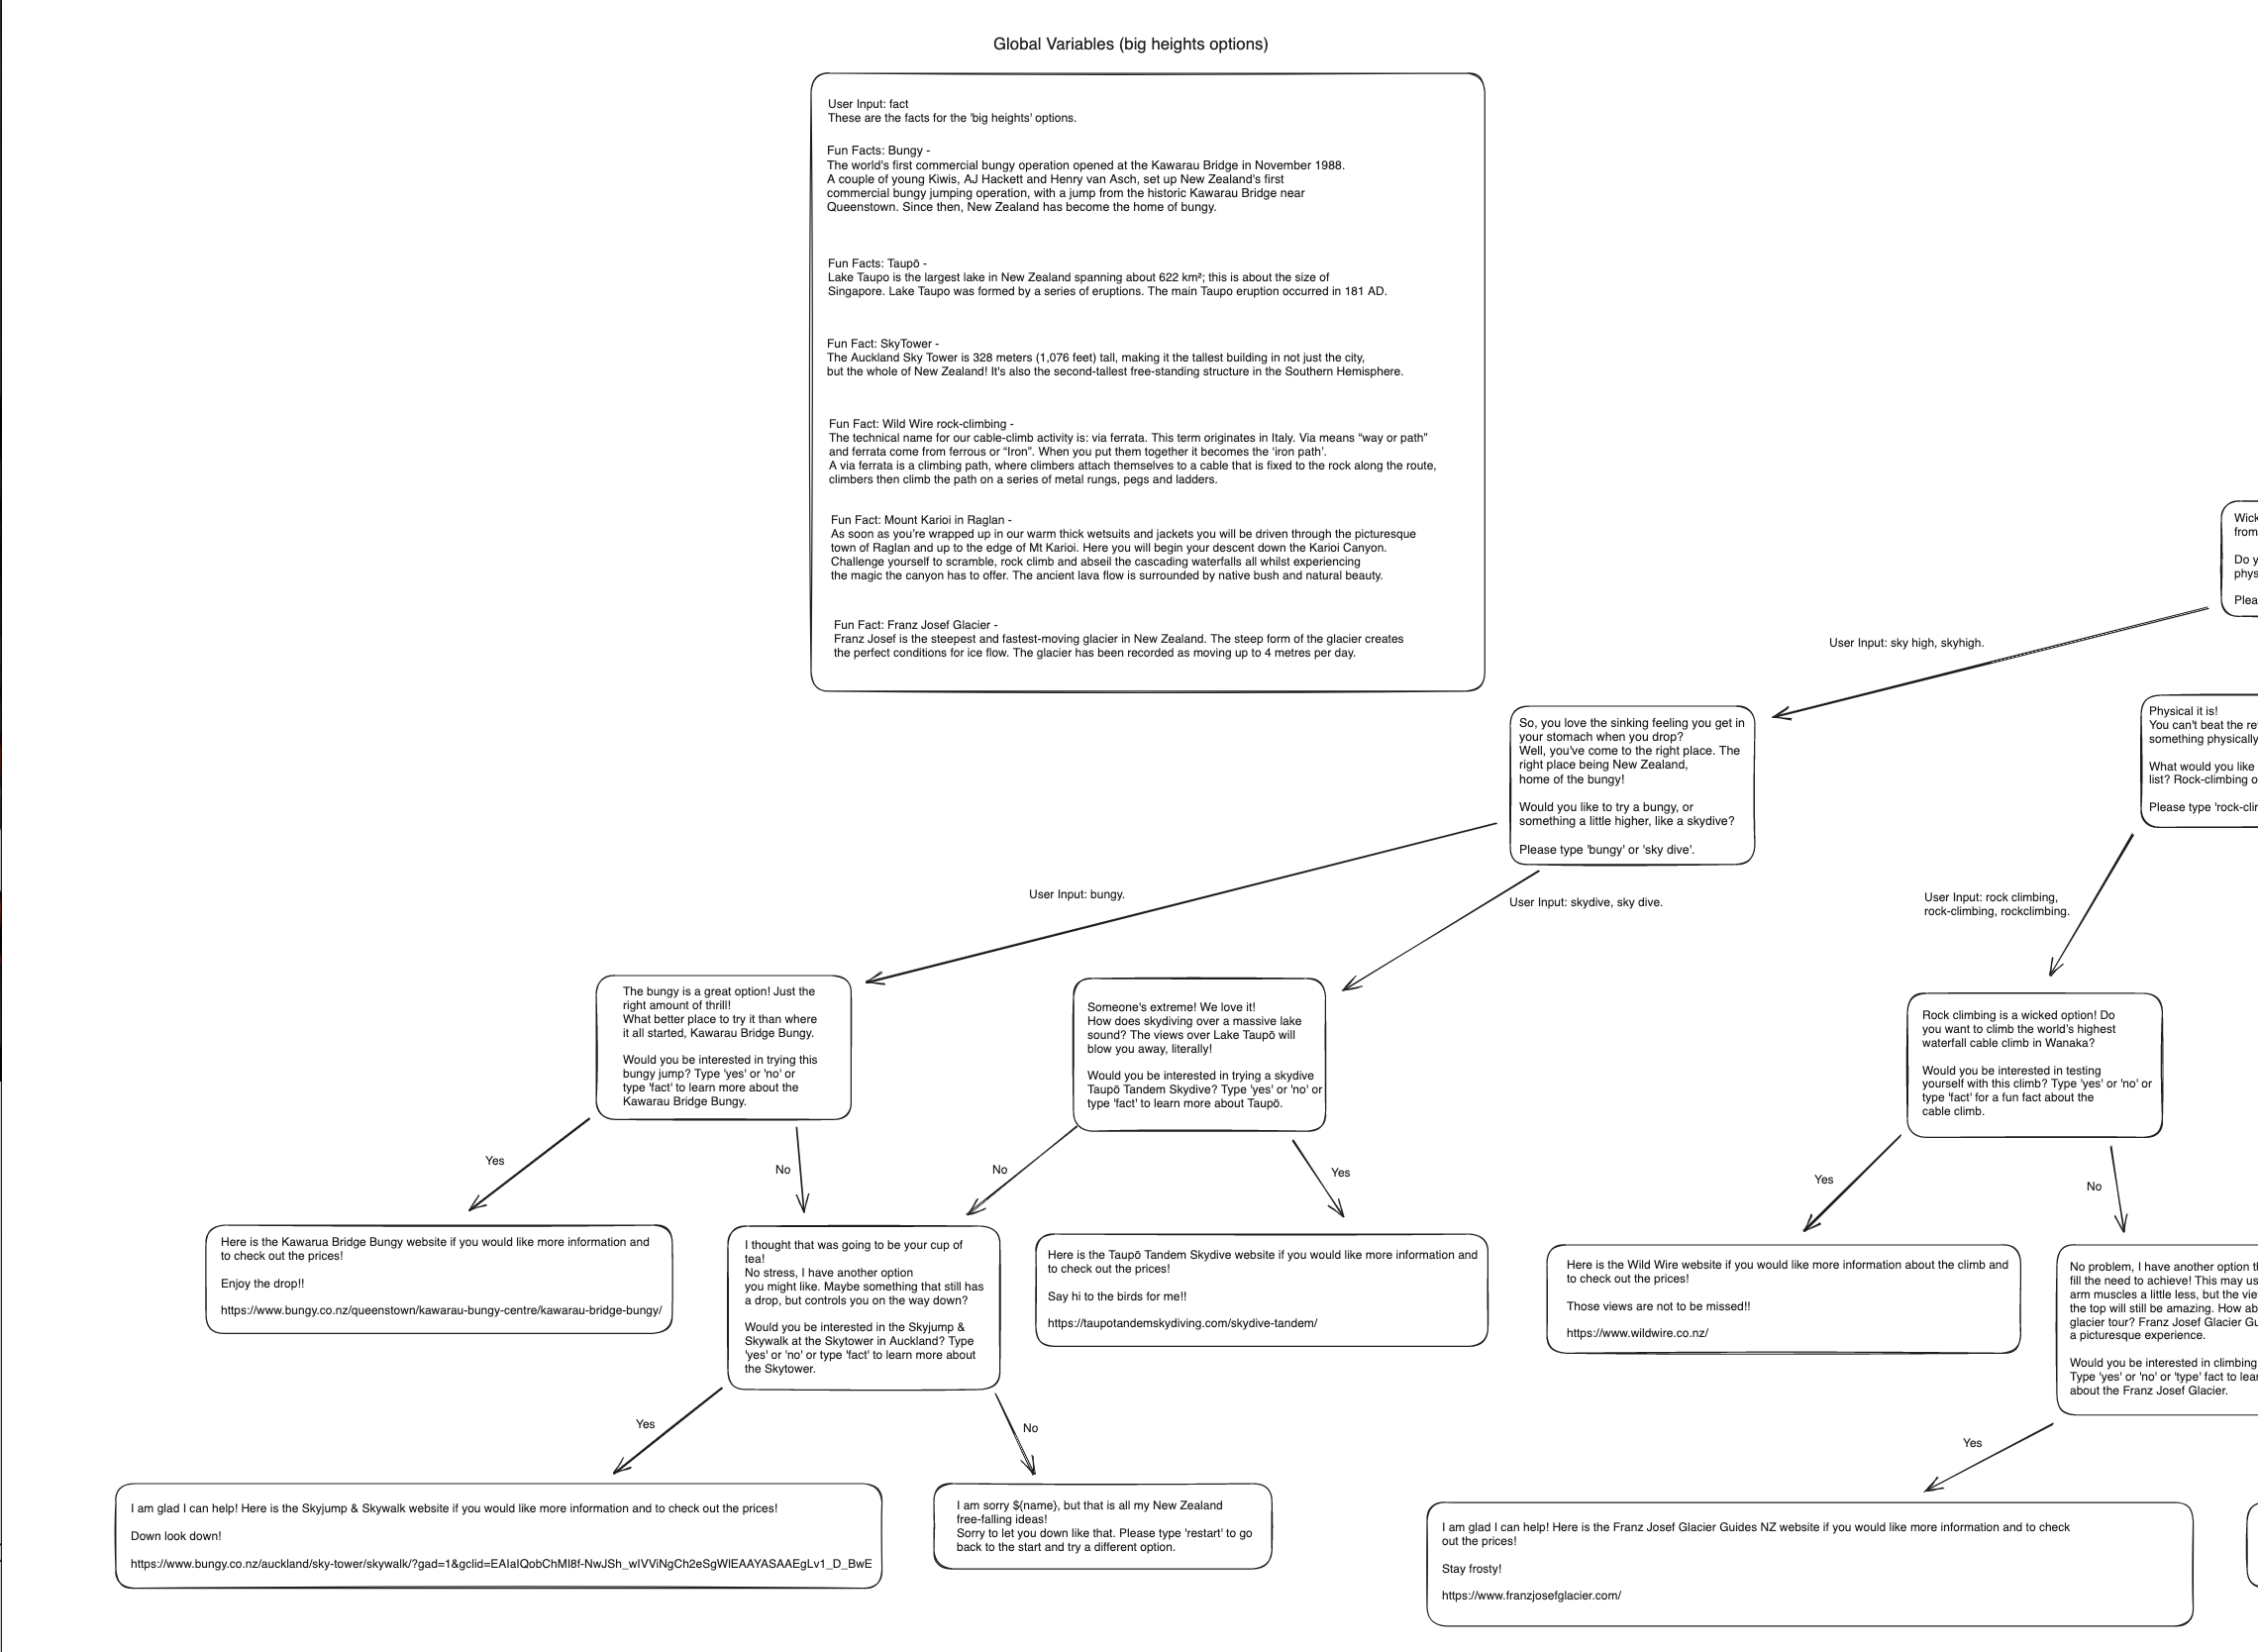 Global Variables (big heights options)
User Input: fact
These are the facts for the 'big heights' options.
Fun Facts: Bungy -
The world's first commercial bungy operation opened at the Kawarau Bridge in November 1988.
A couple of young Kiwis, AJ Hackett and Henry van Asch, set up New Zealand's first
commercial bungy jumping operation, with a jump from the historic Kawarau Bridge near
Queenstown. Since then, New Zealand has become the home of bungy.
Fun Facts: Taupō -
Lake Taupo is the largest lake in New Zealand spanning about 622 km²; this is about the size of
Singapore. Lake Taupo was formed by a series of eruptions. The main Taupo eruption occurred in 181 AD.
Fun Fact: SkyTower -
The Auckland Sky Tower is 328 meters (1,076 feet) tall, making it the tallest building in not just the city,
but the whole of New Zealand! It's also the second-tallest free-standing structure in the Southern Hemisphere.
Fun Fact: Wild Wire rock-climbing -
The technical name for our cable-climb activity is: via ferrata. This term originates in Italy. Via means “way or path”
and ferrata come from ferrous or “Iron”. When you put them together it becomes the ‘iron path’.
A via ferrata is a climbing path, where climbers attach themselves to a cable that is fixed to the rock along the route,
climbers then climb the path on a series of metal rungs, pegs and ladders.
Fun Fact: Mount Karioi in Raglan -
As soon as you’re wrapped up in our warm thick wetsuits and jackets you will be driven through the picturesque
town of Raglan and up to the edge of Mt Karioi. Here you will begin your descent down the Karioi Canyon.
Challenge yourself to scramble, rock climb and abseil the cascading waterfalls all whilst experiencing
the magic the canyon has to offer. The ancient lava flow is surrounded by native bush and natural beauty.
Fun Fact: Franz Josef Glacier -
Franz Josef is the steepest and fastest-moving glacier in New Zealand. The steep form of the glacier creates
the perfect conditions for ice flow. The glacier has been recorded as moving up to 4 metres per day.
from
Do
User Input: sky high, skyhigh.
So, you love the sinking feeling you get in
your stomach when you drop?
Well, you've come to the right place. The
right place being New Zealand,
home of the bungy!
Would you like to try a bungy, or
something a little higher, like a skydive?
Please type 'bungy' or 'sky dive'.
Physical it is!
You can't beat the
something physically
What would you like
list? Rock-climbing
Please type
User Input: bungy.
User Input: skydive, sky dive.
User Input: rock climbing,
rock-climbing, rockclimbing.
The bungy is a great option! Just the
right amount of thrill!
What better place to try it than where
it all started, Kawarau Bridge Bungy.
Would you be interested in trying this
bungy jump? Type 'yes' or 'no' or
type 'fact' to learn more about the
Kawarau Bridge Bungy.
Someone's extreme! We love it!
How does skydiving over a massive lake
sound? The views over Lake Taupō will
blow you away, literally!
Would you be interested in trying a skydive
Taupō Tandem Skydive? Type 'yes' or 'no' or
type 'fact' to learn more about Taupō.
Rock climbing is a wicked option! Do
you want to climb the world’s highest
waterfall cable climb in Wanaka?
Would you be interested in testing
yourself with this climb? Type 'yes' or 'no' or
type 'fact' for a fun fact about the
cable climb.
Yes
No
No
Yes
Yes
No
Here is the Kawarua Bridge Bungy website if you would like more information and
to check out the prices!
Enjoy the drop!!
https://www.bungy.co.nz/queenstown/kawarau-bungy-centre/kawarau-bridge-bungy/
I thought that was going to be your cup of
tea!
No stress, I have another option
you might like. Maybe something that still has
a drop, but controls you on the way down?
Would you be interested in the Skyjump &
Skywalk at the Skytower in Auckland? Type
'yes' or 'no' or type 'fact' to learn more about
the Skytower.
Here is the Taupō Tandem Skydive website if you would like more information and
to check out the prices!
Say hi to the birds for me!!
https://taupotandemskydiving.com/skydive-tandem/
Here is the Wild Wire website if you would like more information about the climb and
to check out the prices!
Those views are not to be missed!!
https://www.wildwire.co.nz/
No problem, I have another option
fill the need to achieve! This may
arm muscles a little less, but the
the top will still be amazing. How
glacier tour? Franz Josef Glacier
a picturesque experience.
Would you be interested in climbing
Type 'yes' or 'no' or 'type' fact to
about the Franz Josef Glacier.
Yes
No
Yes
I am glad I can help! Here is the Skyjump & Skywalk website if you would like more information and to check out the prices!
Down look down!
https://www.bungy.co.nz/auckland/sky-tower/skywalk/?gad=1&gclid=EAIaIQobChMI8f-NwJSh_wIVViNgCh2eSgWIEAAYASAAEgLv1_D_BwE
I am sorry ${name}, but that is all my New Zealand
free-falling ideas!
Sorry to let you down like that. Please type 'restart' to go
back to the start and try a different option.
I am glad I can help! Here is the Franz Josef Glacier Guides NZ website if you would like more information and to check
out the prices!
Stay frosty!
https://www.franzjosefglacier.com/